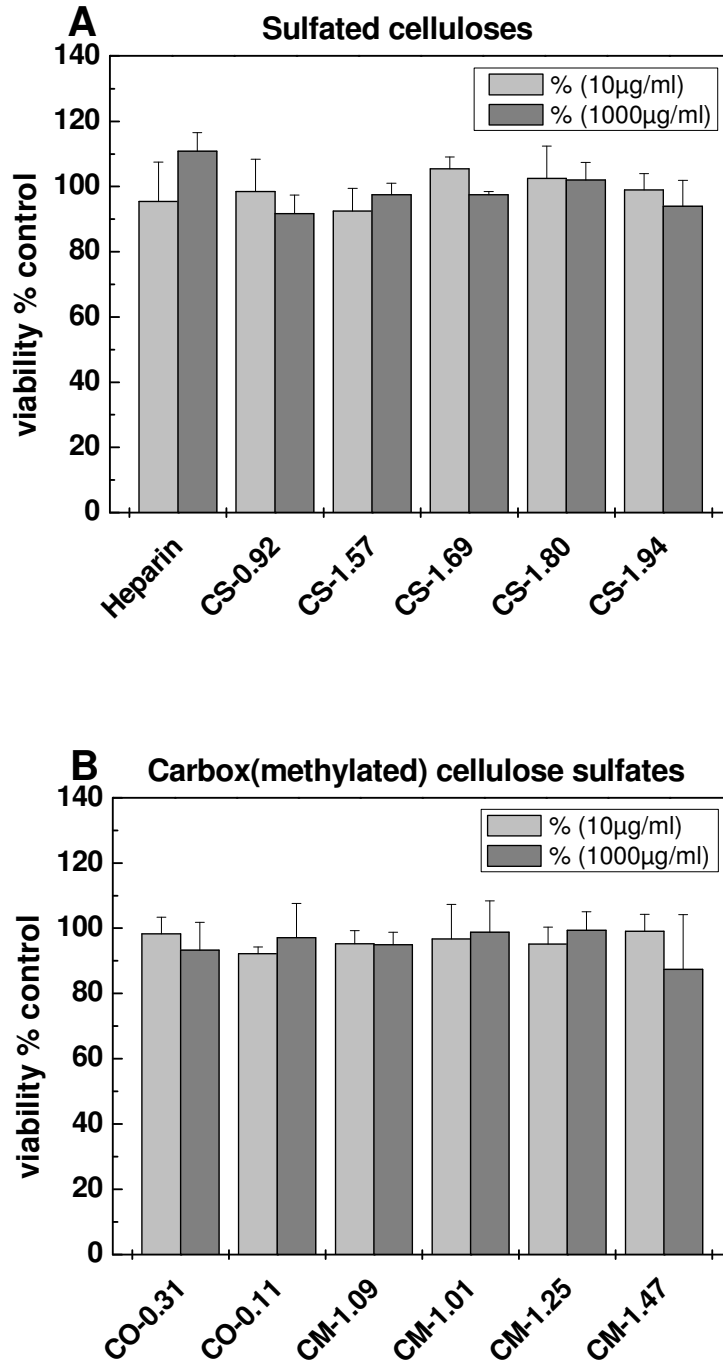 A
Sulfated celluloses
% (10µg/ml)
% (1000µg/ml)
140
120
100
80
60
40
20
0
viability % control
Heparin
CS-0.92
CS-1.57
CS-1.69
CS-1.80
CS-1.94
B
Carbox(methylated) cellulose sulfates
% (10µg/ml)
% (1000µg/ml)
140
120
100
80
60
40
20
0
viability % control
CO-0.31
CO-0.11
CM-1.09
CM-1.01
CM-1.25
CM-1.47